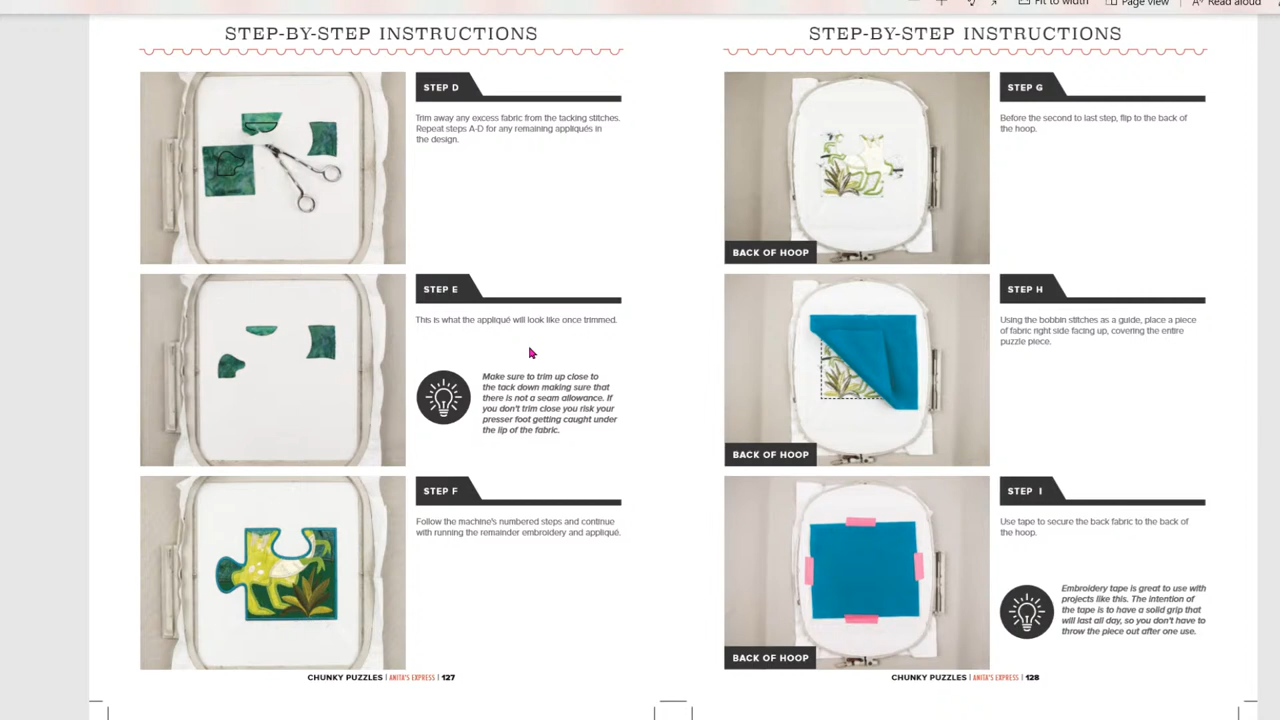 Fit to width
Page view
Read aloud
STEP-BY-STEP INSTRUCTIONS
STEP D
Trim away any excess fabric from the tacking stitches.
Repeat steps A-D for any remaining appliqués in
the design.
STEP E
This is what the appliqué will look like once trimmed.
Make sure to trim up close to
the tack down making sure that
there is not a seam allowance. If
you don't trim close you risk your
presser foot getting caught under
the lip of the fabric.
STEP F
Follow the machine's numbered steps and continue
with running the remainder embroidery and appliqué.
CHUNKY PUZZLES | ANITA'S EXPRESS | 127
STEP-BY-STEP INSTRUCTIONS
BACK OF HOOP
STEP G
Before the second to last step, flip to the back of
the hoop.
BACK OF HOOP
STEP H
Using the bobbin stitches as a guide, place a piece
of fabric right side facing up, covering the entire
puzzle piece.
BACK OF HOOP
STEP I
Use tape to secure the back fabric to the back of
the hoop.
Embroidery tape is great to use with
projects like this. The intention of
the tape is to have a solid grip that
will last all day, so you don't have to
throw the piece out after one use.
CHUNKY PUZZLES | ANITA'S EXPRESS | 128